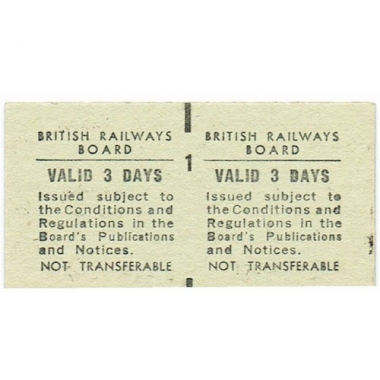 BRITISH RAILWAYS
BOARD
VALID 3 DAYS
Issued subject to
the Conditions and
Regulations in the
Board's Publications
and Notices.
NOT TRANSFERABLE
1
BRITISH RAILWAYS
BOARD
VALID 3 DAYS
Issued subject to
the Conditions and
Regulations in the
Board's Publications
and Notices.
NOT TRANSFERABLE